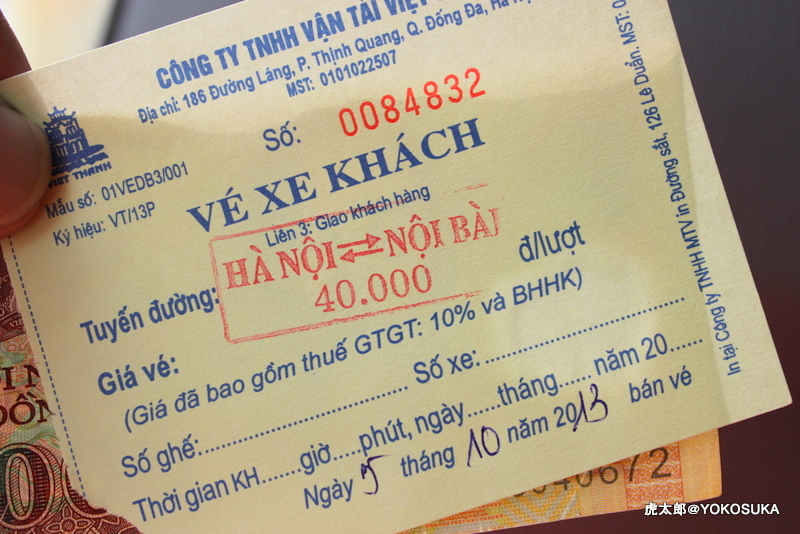 CÔNG TY TNHH VẬN TẢI VIỆT
Địa chỉ: 186 Đường Láng, P. Thịnh Quang, Q. Đống Đa, Hà
MST: 0101022507
Số: 0084832
VIET THANH
Mẫu số: 01VEDB3/001
Ký hiệu: VT/13P
VÉ XE KHÁCH
Liên 3: Giao khách hàng
Tuyến đường: HÀ NỘI ⇄ NỘI BÀI
Giá vé: 40.000 đ/lượt
(Giá đã bao gồm thuế GTGT: 10% và BHHK)
Số ghế:.......................... Số xe:..........................
Thời gian KH......giờ.....phút, ngày.....tháng..... năm 20.....
Ngày 5 tháng 10 năm 2013 bán vé
In tại Công ty TNHH MTV in Đường sắt, 126 Lê Duẩn. MST: 0
040672
虎太郎@YOKOSUKA